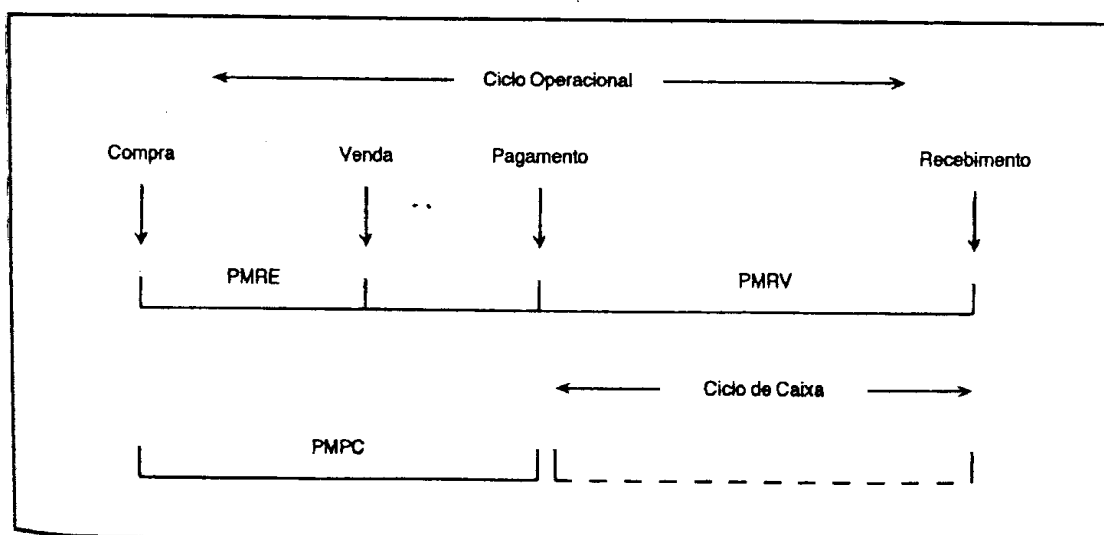 Ciclo Operacional
Compra Venda Pagamento Recebimento
PMRE PMRV
Ciclo de Caixa
PMPC